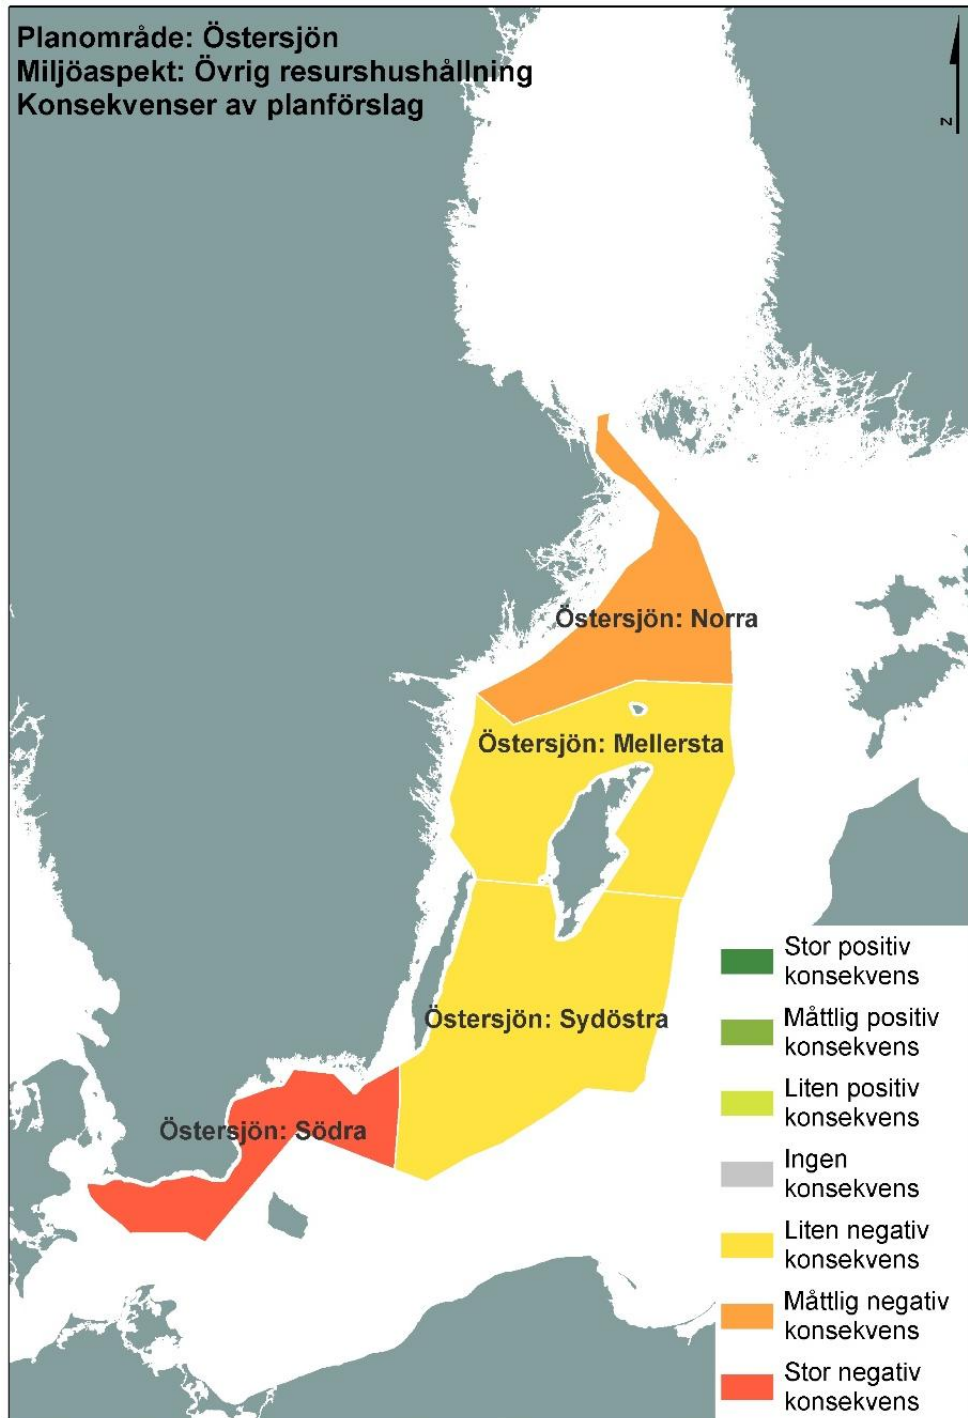 Planområde: Östersjön
Miljöaspekt: Övrig resurshushållning
Konsekvenser av planförslag
N
Östersjön: Norra
Östersjön: Mellersta
Östersjön: Sydöstra
Östersjön: Södra
Stor positiv
konsekvens
Måttlig positiv
konsekvens
Liten positiv
konsekvens
Ingen
konsekvens
Liten negativ
konsekvens
Måttlig negativ
konsekvens
Stor negativ
konsekvens